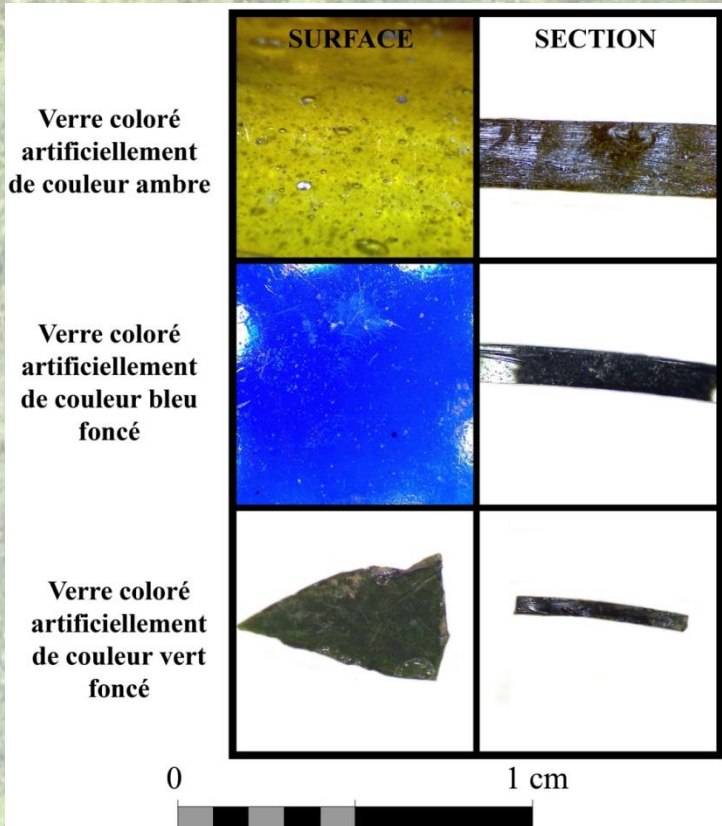 SURFACE SECTION
Verre coloré
artificiellement
de couleur ambre
Verre coloré
artificiellement
de couleur bleu
foncé
Verre coloré
artificiellement
de couleur vert
foncé
0 1 cm